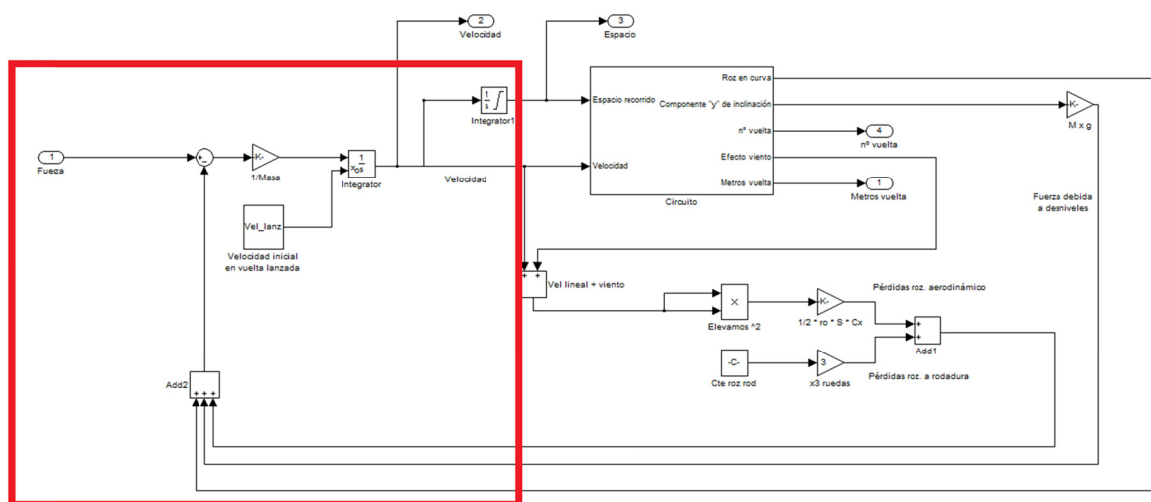 2
Velocidad
3
Espacio
1
s
Integrator1
Espacio recorrido
Velocidad
Roz en curva
Componente "y" de inclinación
nº vuelta
Efecto viento
Metros vuelta
Circuito
K-
M x g
4
nº vuelta
1
Metros vuelta
Fuerza debida
a desniveles
1
Fuerza
+
-
K-
1/Masa
1
xo s
Integrator
Velocidad
Vel_lanz
Velocidad inicial
en vuelta lanzada
+ +
Vel lineal + viento
×
Elevamos ^2
K-
1/2 * ro * S * Cx
Pérdidas roz. aerodinámico
+
+
Add1
-C-
Cte roz rod
3
x3 ruedas
Pérdidas roz. a rodadura
Add2
+ + +